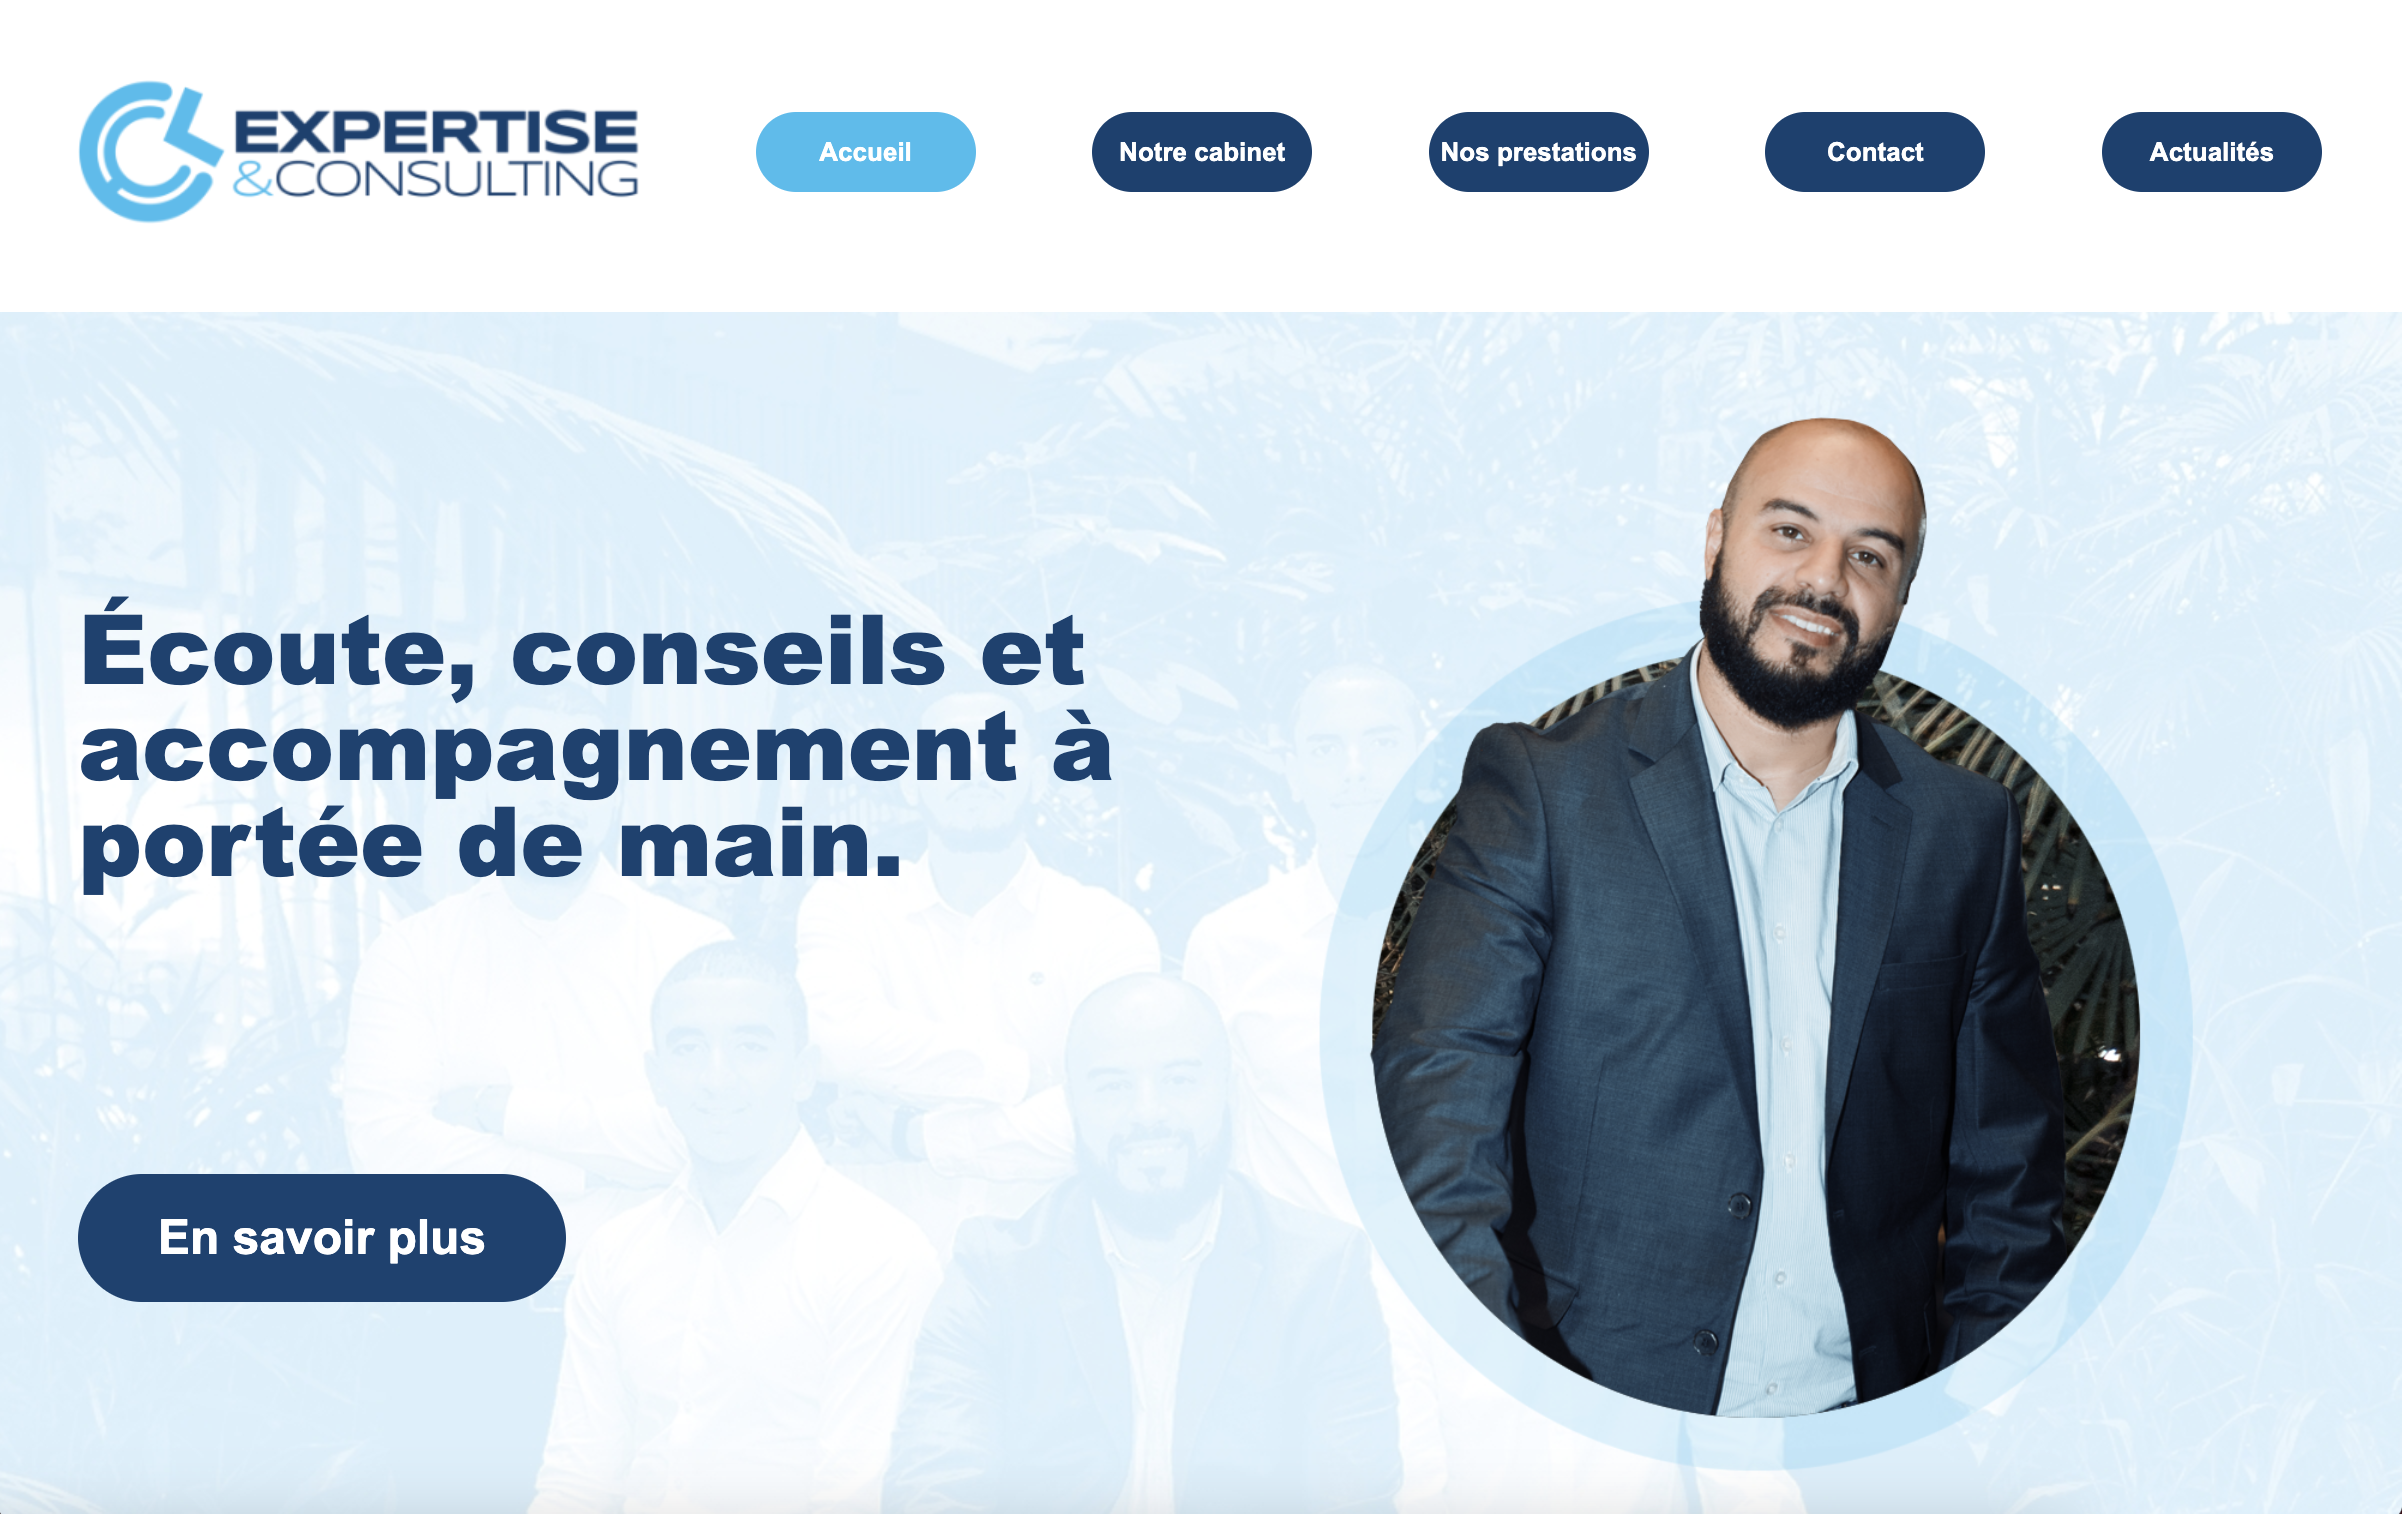 EXPERTISE
&CONSULTING
Accueil
Notre cabinet
Nos prestations
Contact
Actualités
Écoute, conseils et
accompagnement à
portée de main.
En savoir plus